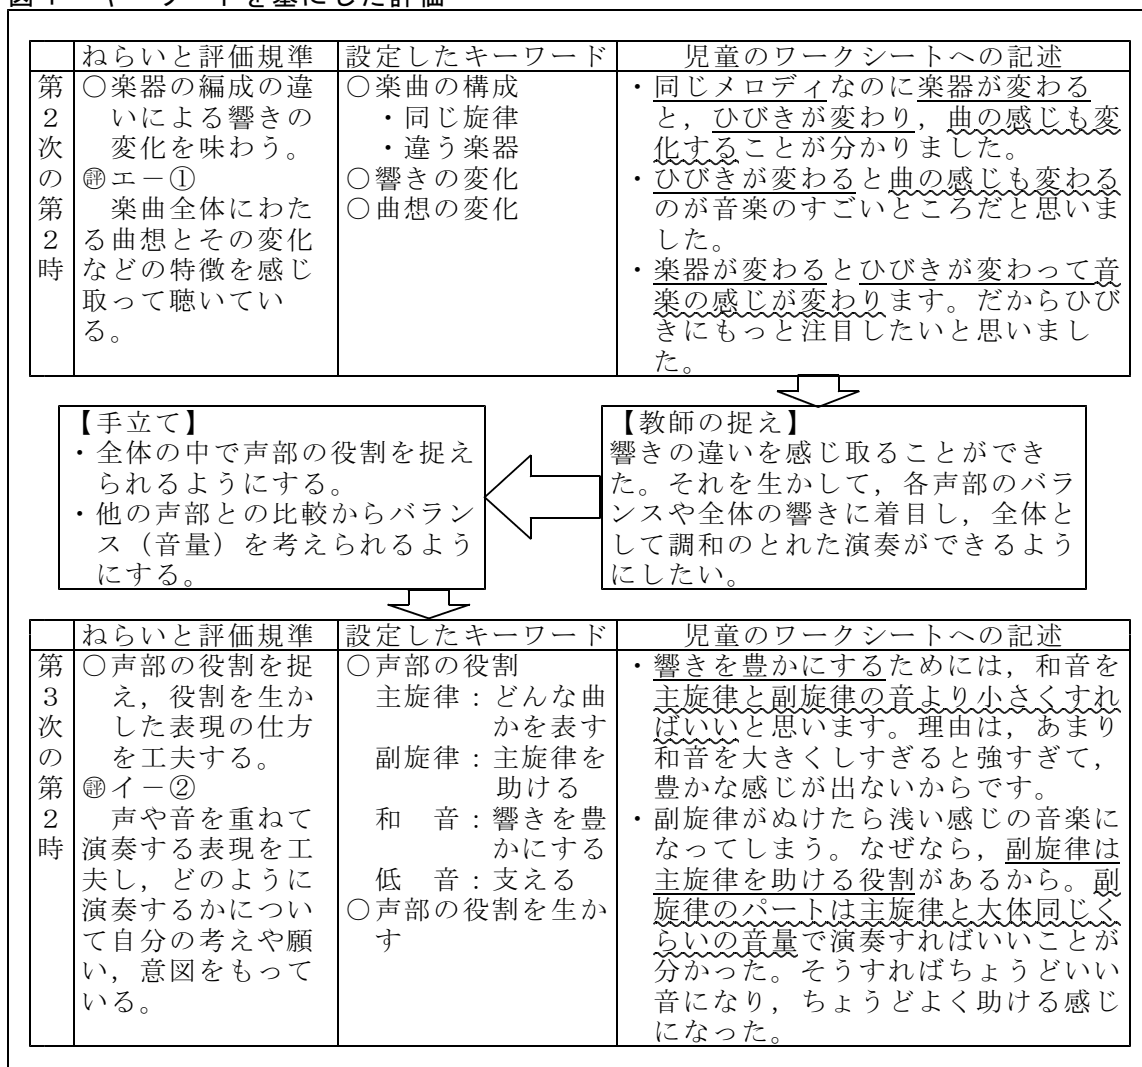 キーワードを基にした評価
ねらいと評価規準
設定したキーワード
児童のワークシートへの記述
第２次の第２時
○楽器の編成の違
いによる響きの
変化を味わう。
㊢エ－①
楽曲全体にわた
る曲想とその変化
などの特徴を感じ
取って聴いてい
る。
○楽曲の構成
・同じ旋律
・違う楽器
○響きの変化
○曲想の変化
・同じメロディなのに楽器が変わる
と，ひびきが変わり，曲の感じも変
化することが分かりました。
・ひびきが変わると曲の感じも変わる
のが音楽のすごいところだと思いま
した。
・楽器が変わるとひびきが変わって音
楽の感じが変わります。だからひび
きにもっと注目したいと思いまし
た。
【手立て】
・全体の中で声部の役割を捉え
られるようにする。
・他の声部との比較からバラン
ス（音量）を考えられるよう
にする。
【教師の捉え】
響きの違いを感じ取ることができ
た。それを生かして，各声部のバラ
ンスや全体の響きに着目し，全体と
して調和のとれた演奏ができるよう
にしたい。
ねらいと評価規準
設定したキーワード
児童のワークシートへの記述
第３次の第２時
○声部の役割を捉
え，役割を生か
した表現の仕方
を工夫する。
評イ－②
声や音を重ねて
演奏する表現を工
夫し，どのように
演奏するかについ
て自分の考えや願
い，意図をもって
いる。
○声部の役割
主旋律：どんな曲
かを表す
副旋律：主旋律を
助ける
和　音：響きを豊
かにする
低　音：支える
○声部の役割を生か
す
・響きを豊かにするためには，和音を
主旋律と副旋律の音より小さくすれ
ばいいと思います。理由は，あまり
和音を大きくしすぎると強すぎて，
豊かな感じが出ないからです。
・副旋律がぬけたら浅い感じの音楽に
なってしまう。なぜなら，副旋律は
主旋律を助ける役割があるから。副
旋律のパートは主旋律と大体同じく
らいの音量で演奏すればいいことが
分かった。そうすればちょうどいい
音になり，ちょうどよく助ける感じ
になった。